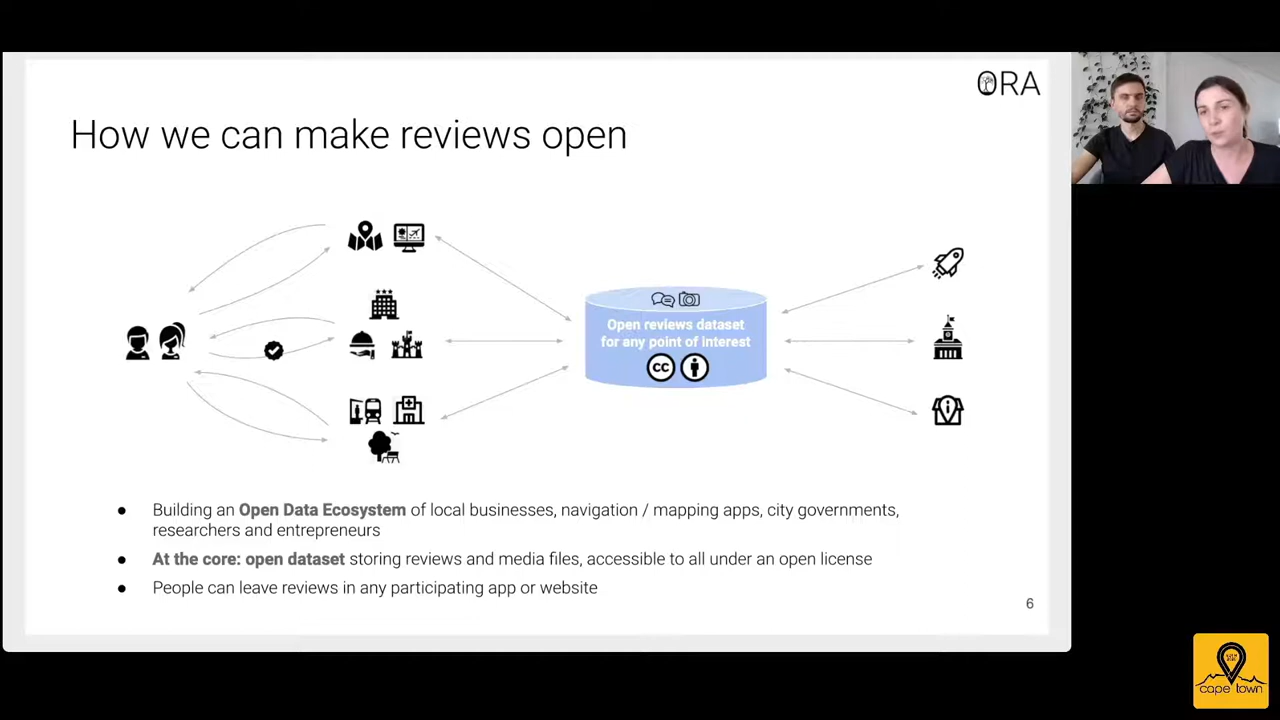 ORA
How we can make reviews open
Open reviews dataset
for any point of interest
CC
● Building an Open Data Ecosystem of local businesses, navigation / mapping apps, city governments,
researchers and entrepreneurs
● At the core: open dataset storing reviews and media files, accessible to all under an open license
● People can leave reviews in any participating app or website
6
cape town